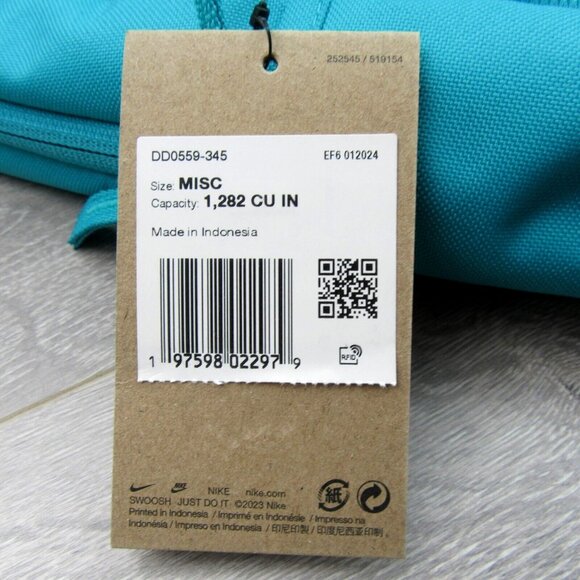 252545 / 519154
DD0559-345 EF6 012024
Size: MISC
Capacity: 1,282 CU IN
Made in Indonesia
1 97598 02297 9
RFID
NIKE nike.com
SWOOSH JUST DO IT ©2023 Nike
Printed in Indonesia / Imprimé en Indonésie / Impresso na
Indonésia / Impreso en Indonesia / 印尼印製 / 印度尼西亚印制
紙